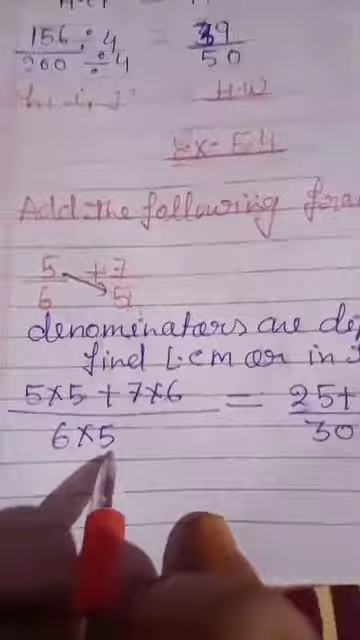 156 ÷ 4 = 39
200 ÷ 4 50
H.W
Ex- 5.4
Add the following
5 + 7
6 5
denominators are
find L.C.M or in
5×5 + 7×6 = 25+
6×5 30